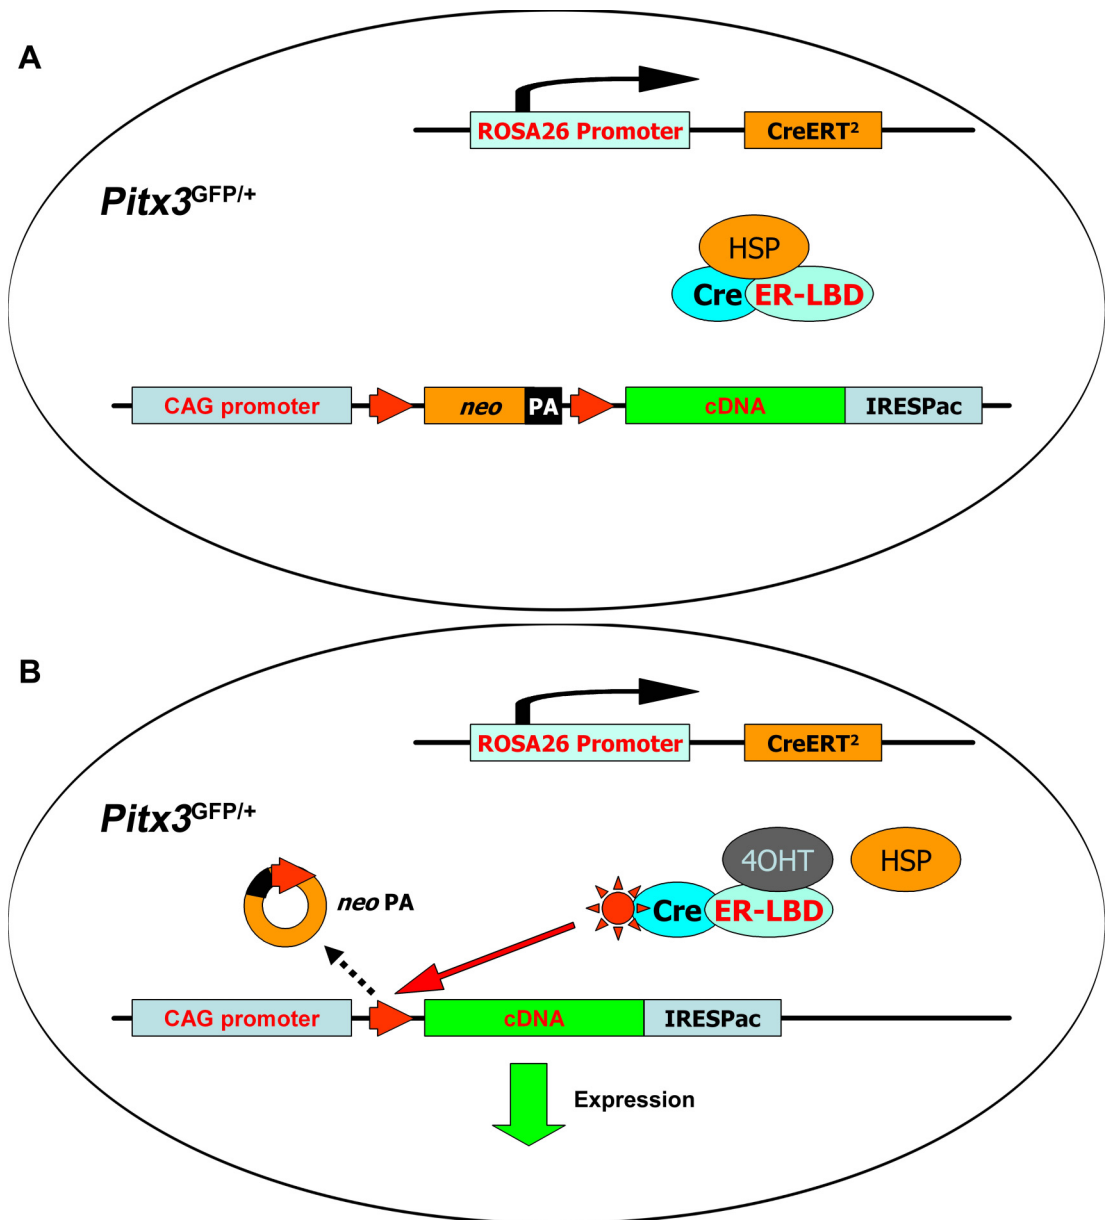 A
ROSA26 Promoter CreERT²
Pitx3GFP/+
HSP
Cre ER-LBD
CAG promoter neo PA cDNA IRESPac
B
ROSA26 Promoter CreERT²
Pitx3GFP/+
4OHT HSP
neo PA Cre ER-LBD
CAG promoter cDNA IRESPac
Expression